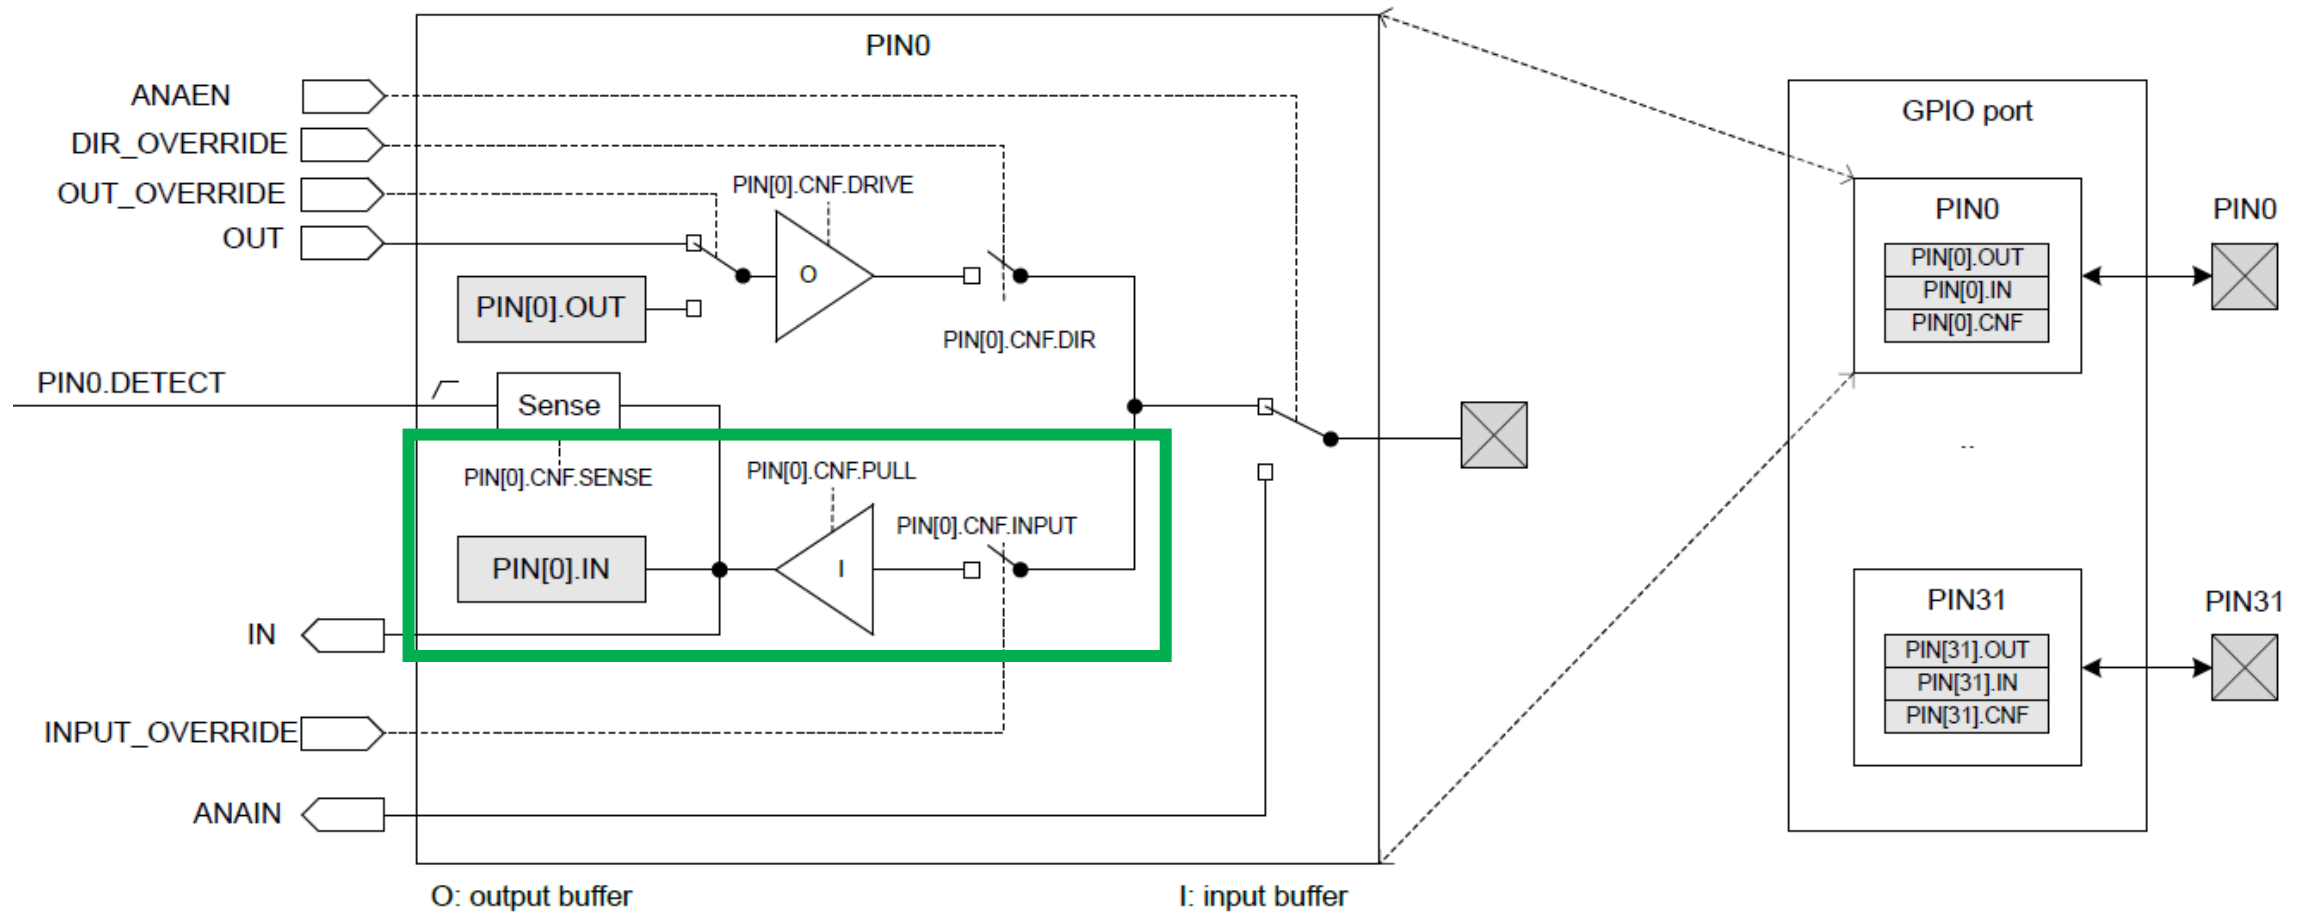 PIN0
ANAEN
DIR_OVERRIDE
OUT_OVERRIDE
OUT
PIN[0].CNF.DRIVE
O
PIN[0].OUT
PIN[0].CNF.DIR
PIN0.DETECT
Sense
PIN[0].CNF.SENSE
PIN[0].CNF.PULL
PIN[0].CNF.INPUT
PIN[0].IN
I
IN
INPUT_OVERRIDE
ANAIN
O: output buffer
I: input buffer
GPIO port
PIN0
PIN[0].OUT
PIN[0].IN
PIN[0].CNF
PIN0
..
PIN31
PIN[31].OUT
PIN[31].IN
PIN[31].CNF
PIN31